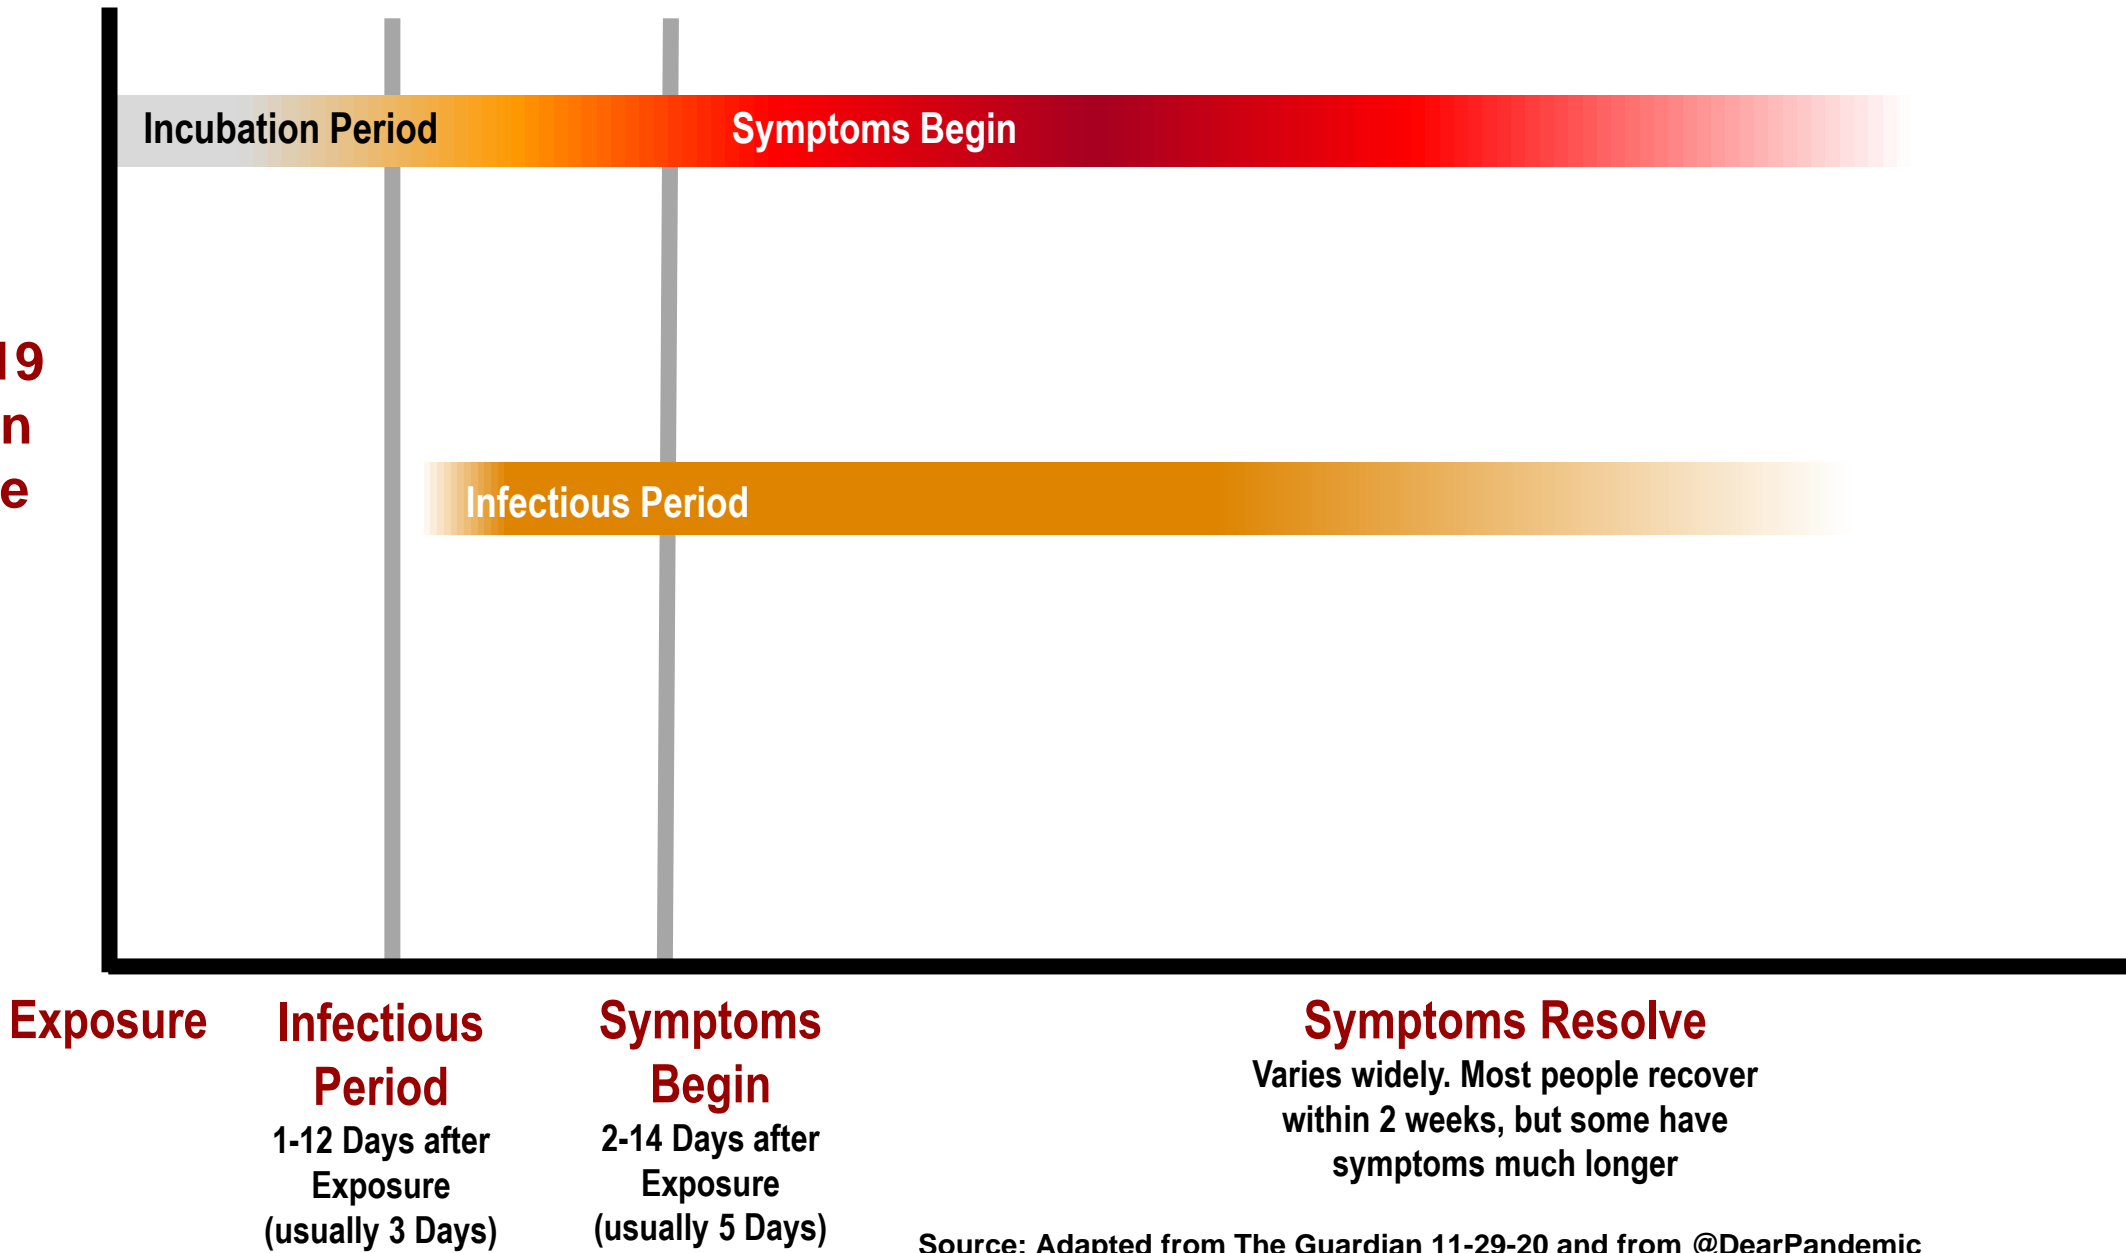 Incubation Period
Symptoms Begin
19
Infectious Period
Exposure
Infectious
Period
1-12 Days after
Exposure
(usually 3 Days)
Symptoms
Begin
2-14 Days after
Exposure
(usually 5 Days)
Symptoms Resolve
Varies widely. Most people recover
within 2 weeks, but some have
symptoms much longer
Source: Adapted from The Guardian 11-29-20 and from @DearPandemic